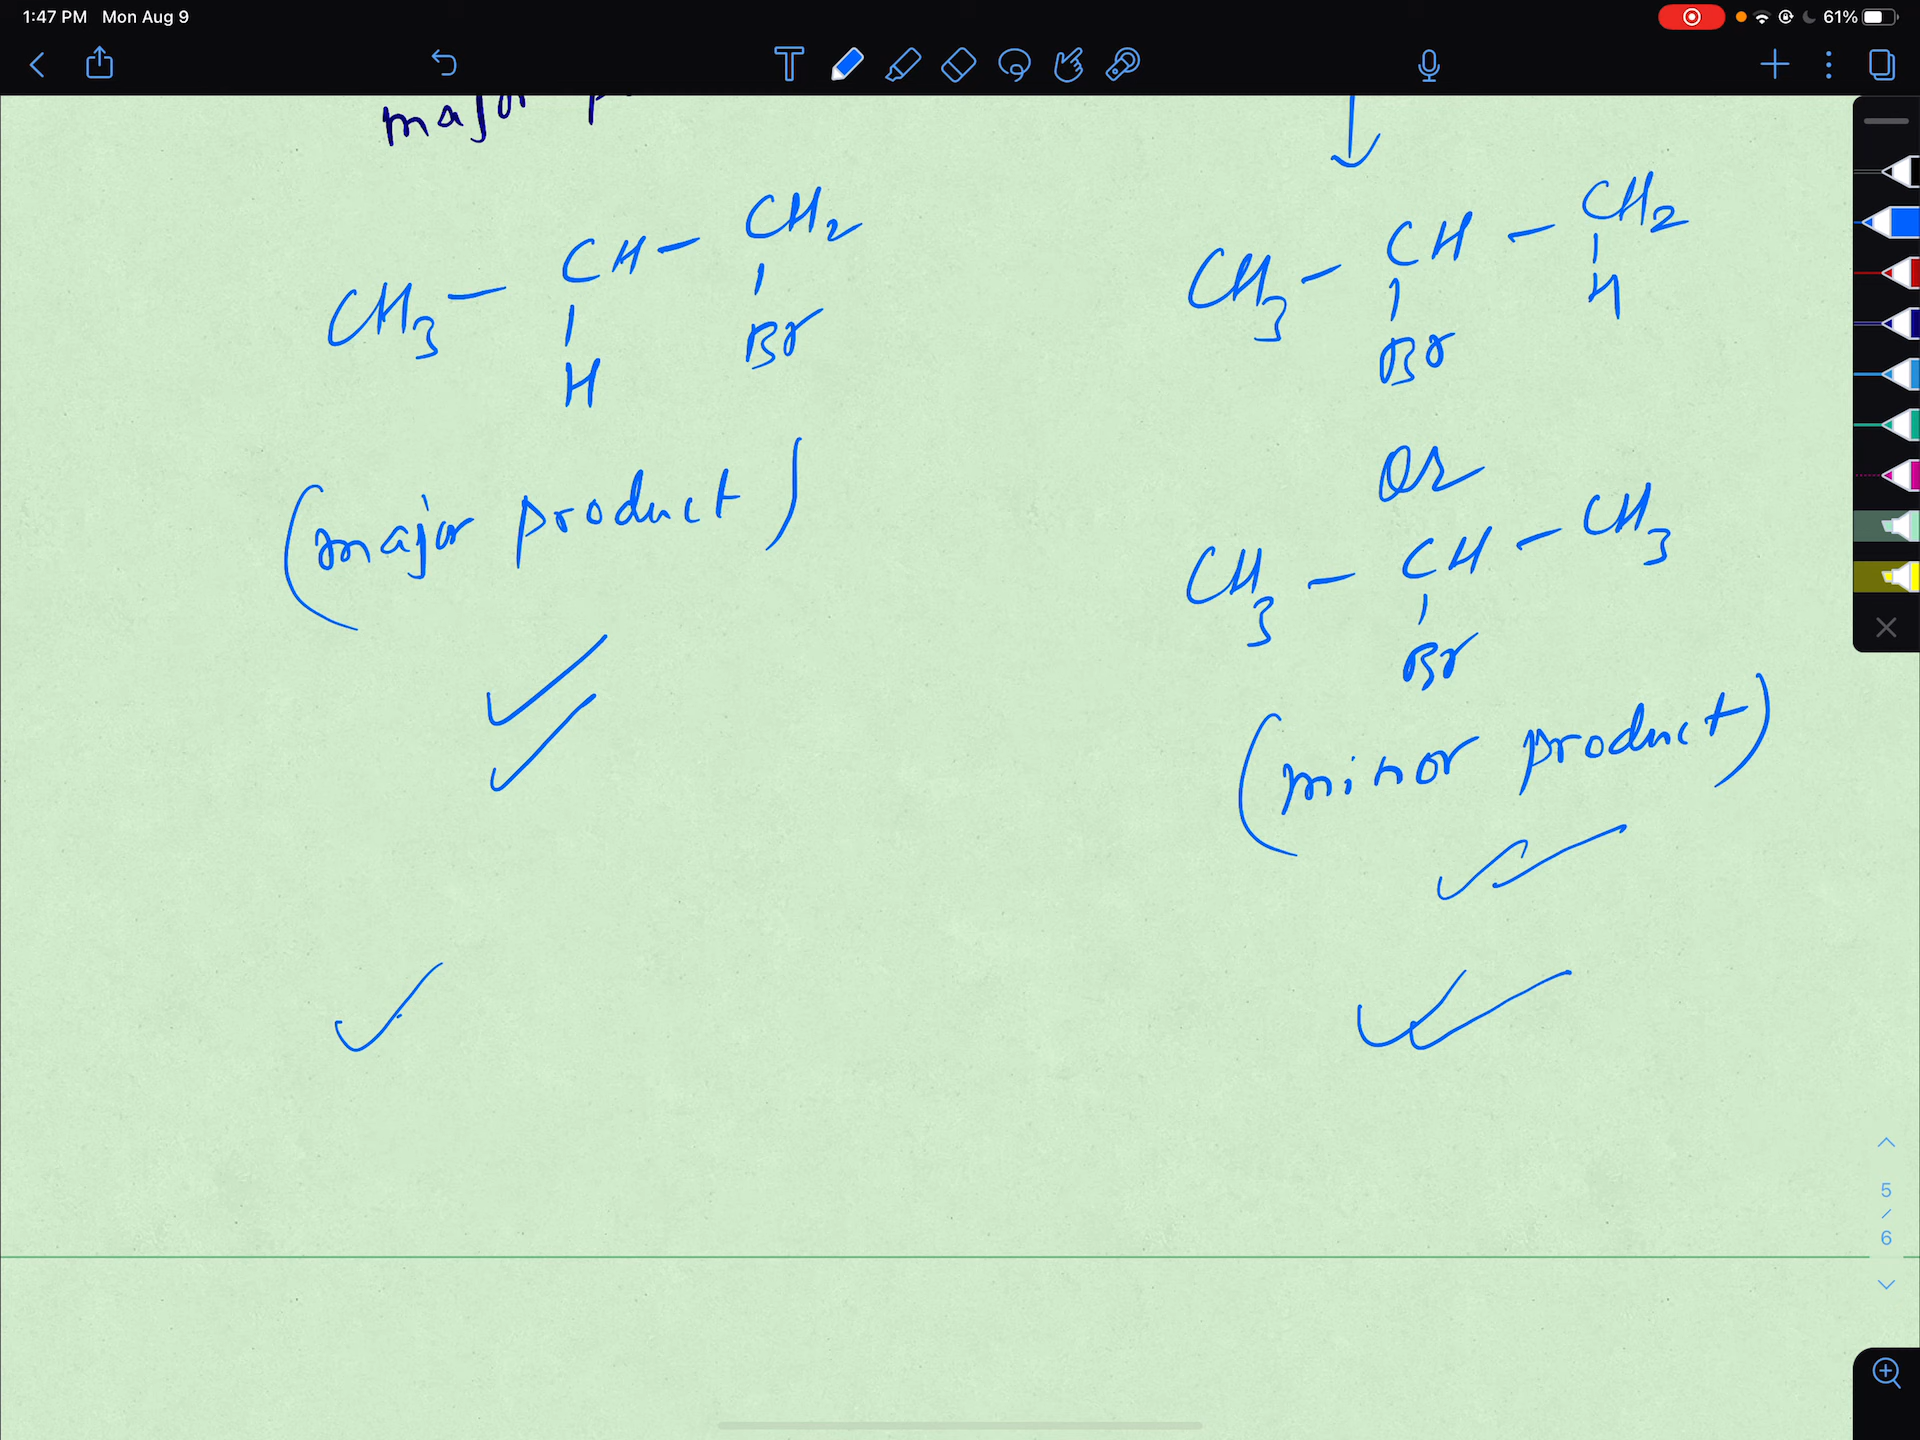 1:47 PM Mon Aug 9
61%
T
major
CH3 — CH — CH2
H
Br
(major product)
CH3 — CH — CH2
Br
H
Or
CH3 — CH — CH3
Br
(minor product)
5
/
6